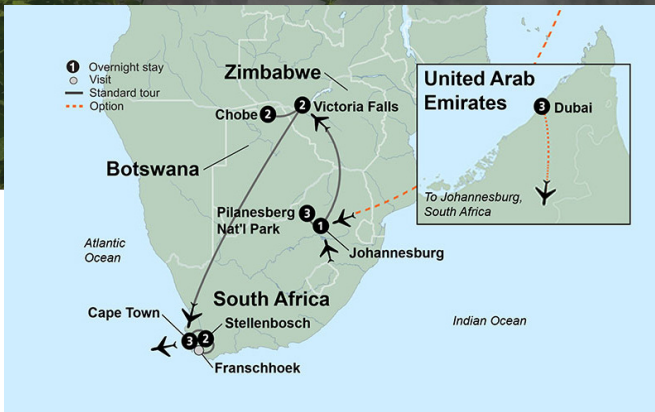 1 Overnight stay
Visit
Standard tour
Option
Zimbabwe
2 Victoria Falls
Chobe 2
Botswana
United Arab
Emirates
3 Dubai
To Johannesburg,
South Africa
Pilanesberg 3
Nat'l Park
1
Johannesburg
Atlantic
Ocean
South Africa
Cape Town
Stellenbosch
3 2
Franschhoek
Indian Ocean